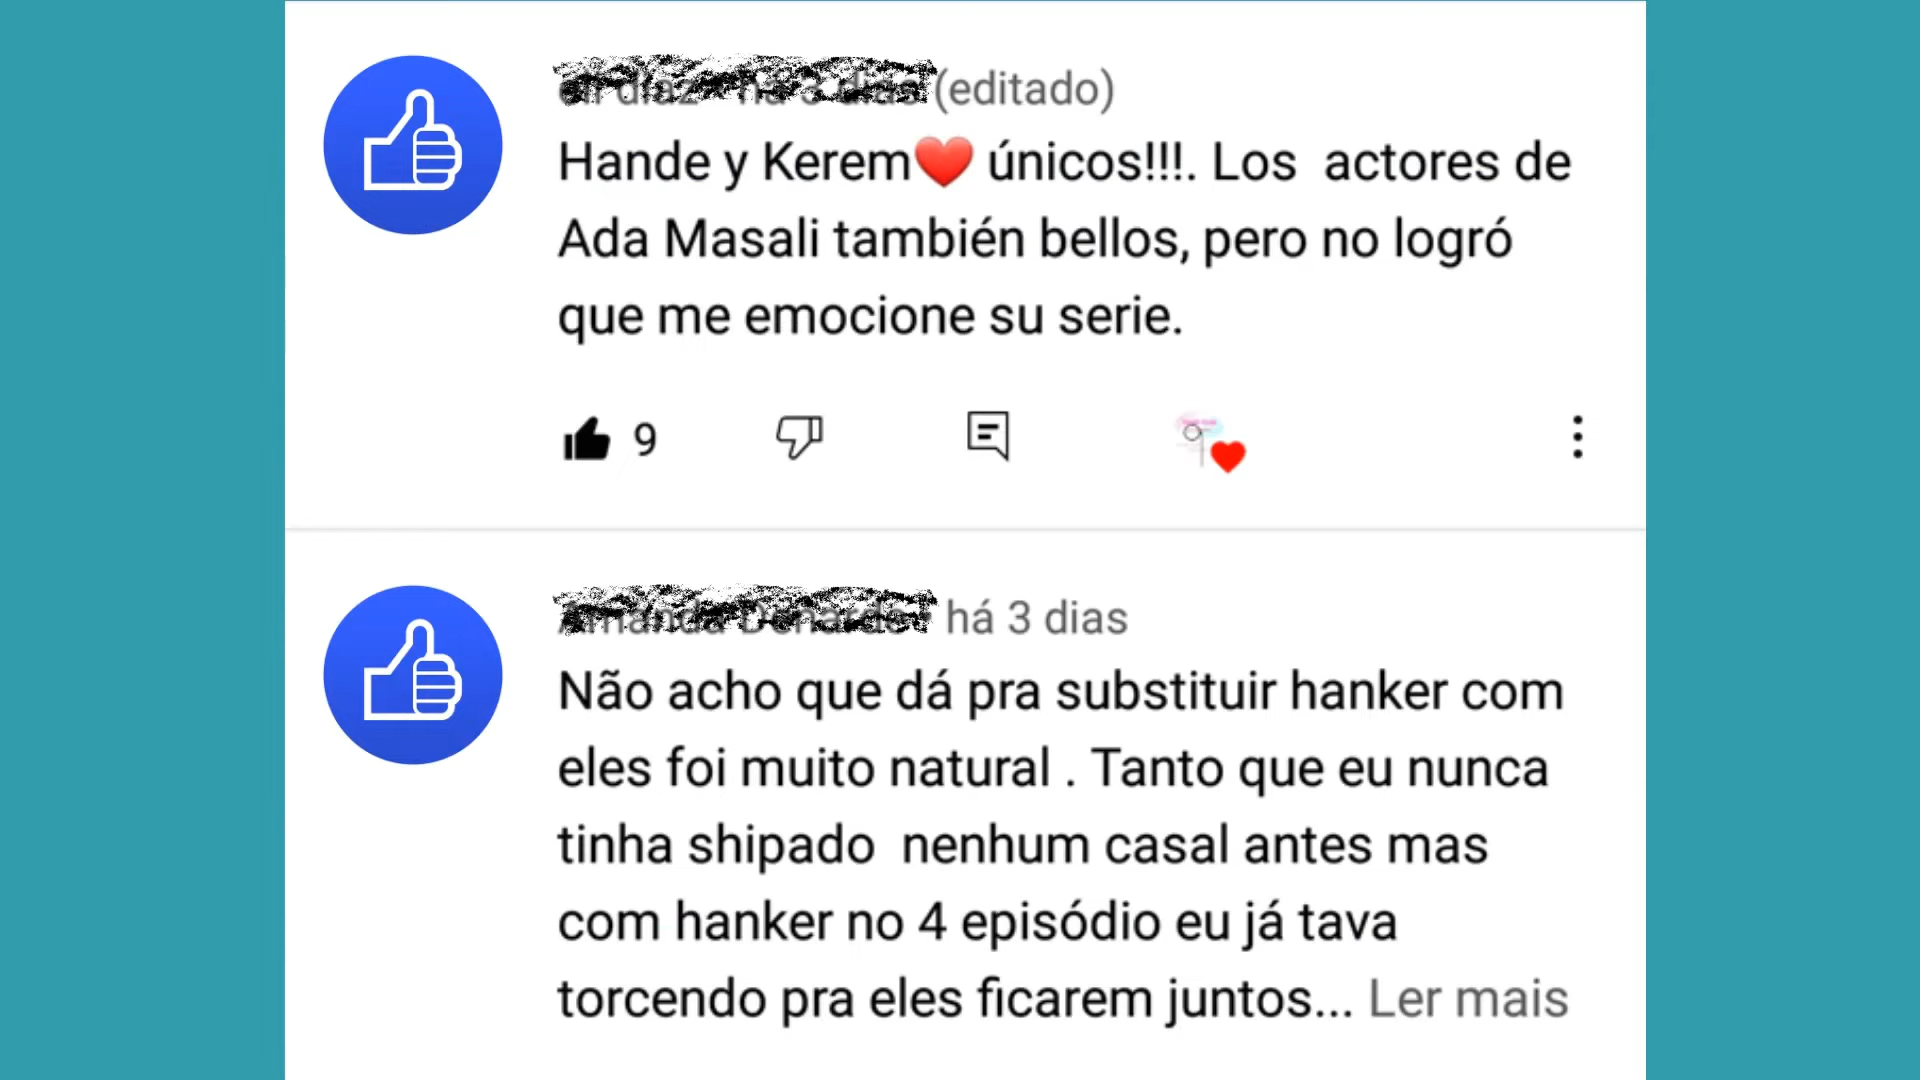 (editado)
Hande y Kerem❤️ únicos!!!. Los actores de
Ada Masali también bellos, pero no logró
que me emocione su serie.
9
há 3 dias
Não acho que dá pra substituir hanker com
eles foi muito natural . Tanto que eu nunca
tinha shipado nenhum casal antes mas
com hanker no 4 episódio eu já tava
torcendo pra eles ficarem juntos... Ler mais